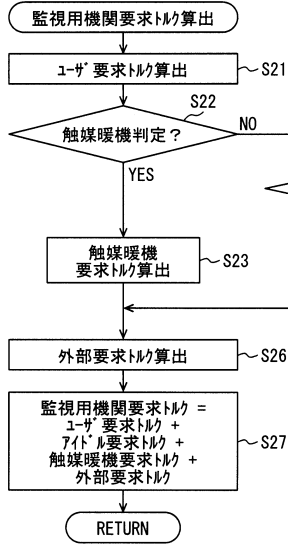 監視用機関要求トルク算出
ユーザ要求トルク算出
S21
S22
触媒暖機判定？
NO
YES
触媒暖機
要求トルク算出
S23
外部要求トルク算出
S26
監視用機関要求トルク =
ユーザ要求トルク +
アイドル要求トルク +
触媒暖機要求トルク +
外部要求トルク
S27
RETURN